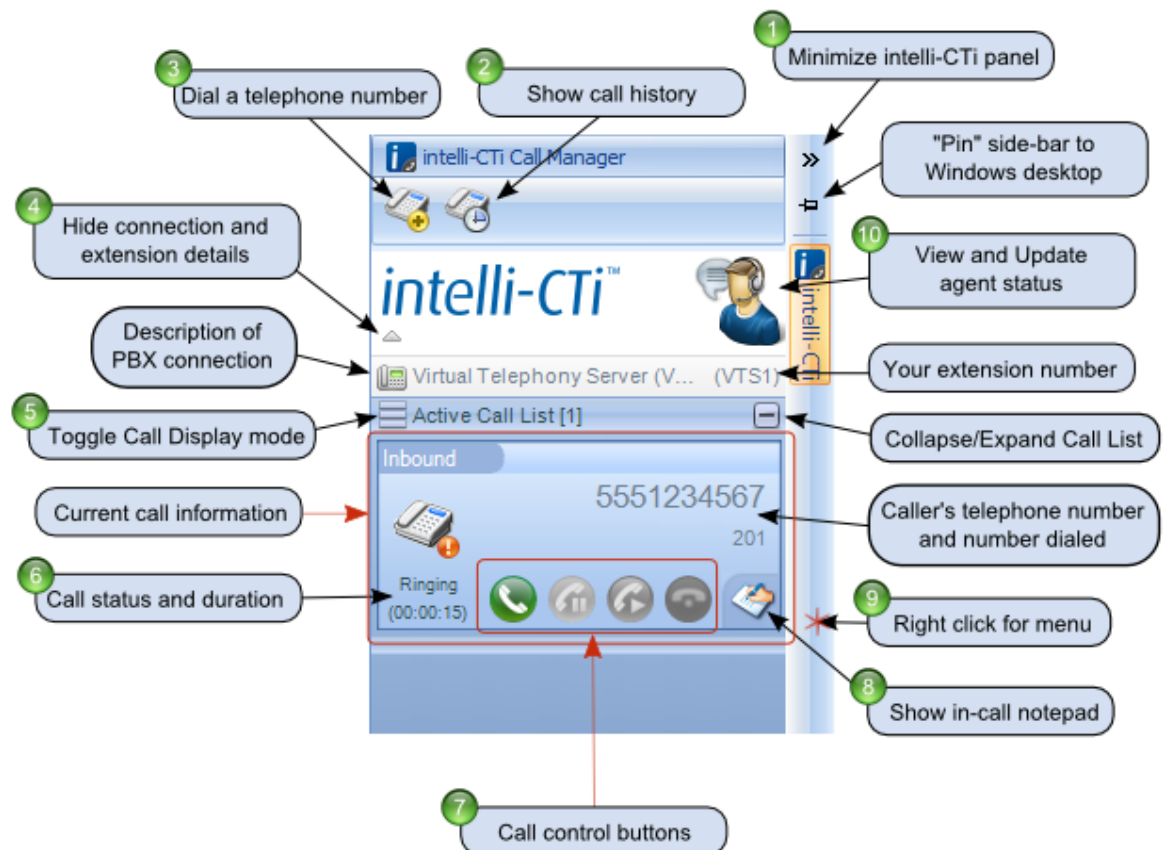 1
Minimize intelli-CTi panel
3
Dial a telephone number
2
Show call history
intelli-CTi Call Manager
"Pin" side-bar to
Windows desktop
4
Hide connection and
extension details
10
View and Update
agent status
intelli-CTi™
intelli-CTi
Description of
PBX connection
Virtual Telephony Server (V... (VTS1)
Your extension number
5
Toggle Call Display mode
Active Call List [1]
Collapse/Expand Call List
Inbound
5551234567
201
Current call information
Caller's telephone number
and number dialed
6
Call status and duration
Ringing
(00:00:15)
9
Right click for menu
8
Show in-call notepad
7
Call control buttons